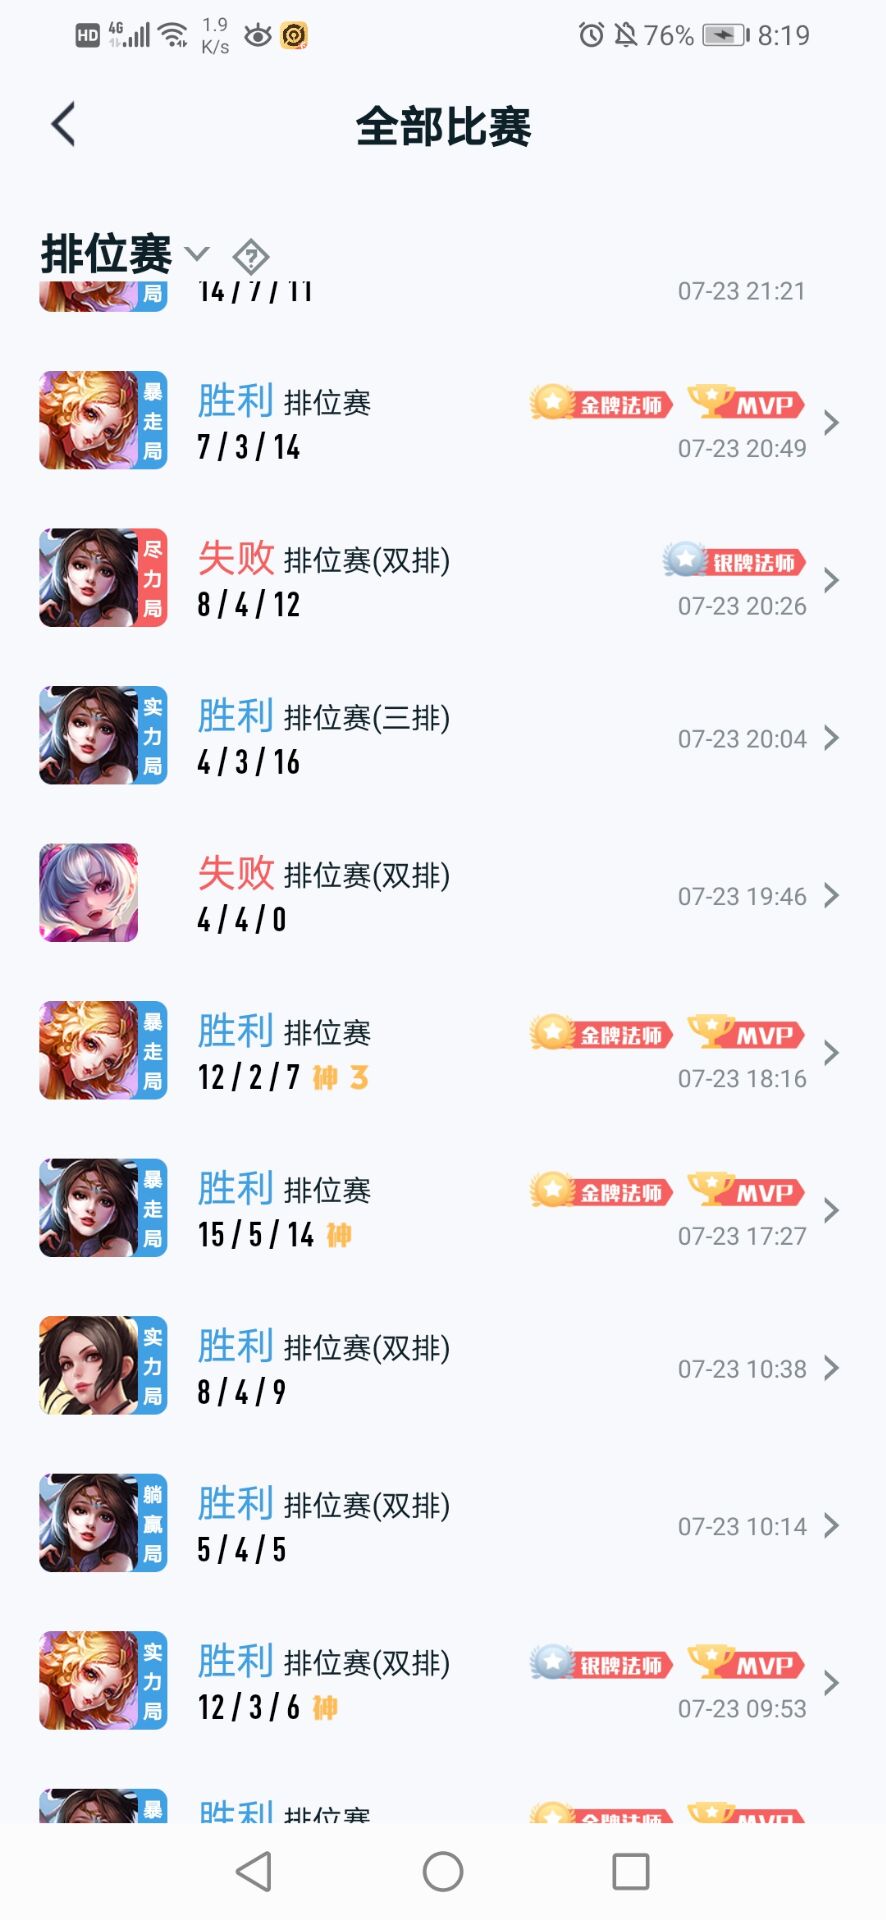 HD 4G 1.9 K/s 76% 8:19
全部比赛
排位赛
局 14 / 7 / 11 07-23 21:21
暴走局 胜利 排位赛 金牌法师 MVP
7 / 3 / 14 07-23 20:49
尽力局 失败 排位赛(双排) 银牌法师
8 / 4 / 12 07-23 20:26
实力局 胜利 排位赛(三排)
4 / 3 / 16 07-23 20:04
失败 排位赛(双排)
4 / 4 / 0 07-23 19:46
暴走局 胜利 排位赛 金牌法师 MVP
12 / 2 / 7 神 3 07-23 18:16
暴走局 胜利 排位赛 金牌法师 MVP
15 / 5 / 14 神 07-23 17:27
实力局 胜利 排位赛(双排)
8 / 4 / 9 07-23 10:38
躺赢局 胜利 排位赛(双排)
5 / 4 / 5 07-23 10:14
实力局 胜利 排位赛(双排) 银牌法师 MVP
12 / 3 / 6 神 07-23 09:53
暴 胜利 排位赛 金牌法师 MVP